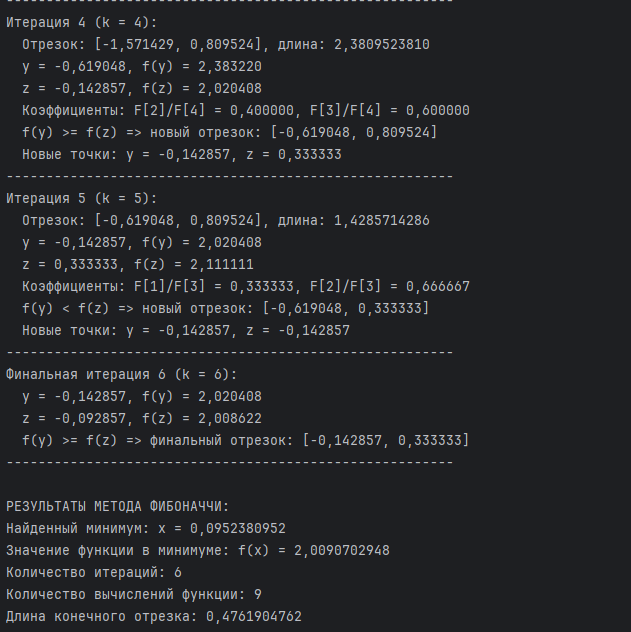 --------------------------------------------------------
Итерация 4 (k = 4):
  Отрезок: [-1,571429, 0,809524], длина: 2,3809523810
  y = -0,619048, f(y) = 2,383220
  z = -0,142857, f(z) = 2,020408
  Коэффициенты: F[2]/F[4] = 0,400000, F[3]/F[4] = 0,600000
  f(y) >= f(z) => новый отрезок: [-0,619048, 0,809524]
  Новые точки: y = -0,142857, z = 0,333333
--------------------------------------------------------
Итерация 5 (k = 5):
  Отрезок: [-0,619048, 0,809524], длина: 1,4285714286
  y = -0,142857, f(y) = 2,020408
  z = 0,333333, f(z) = 2,111111
  Коэффициенты: F[1]/F[3] = 0,333333, F[2]/F[3] = 0,666667
  f(y) < f(z) => новый отрезок: [-0,619048, 0,333333]
  Новые точки: y = -0,142857, z = -0,142857
--------------------------------------------------------
Финальная итерация 6 (k = 6):
  y = -0,142857, f(y) = 2,020408
  z = -0,092857, f(z) = 2,008622
  f(y) >= f(z) => финальный отрезок: [-0,142857, 0,333333]
--------------------------------------------------------
РЕЗУЛЬТАТЫ МЕТОДА ФИБОНАЧЧИ:
Найденный минимум: x = 0,0952380952
Значение функции в минимуме: f(x) = 2,0090702948
Количество итераций: 6
Количество вычислений функции: 9
Длина конечного отрезка: 0,4761904762